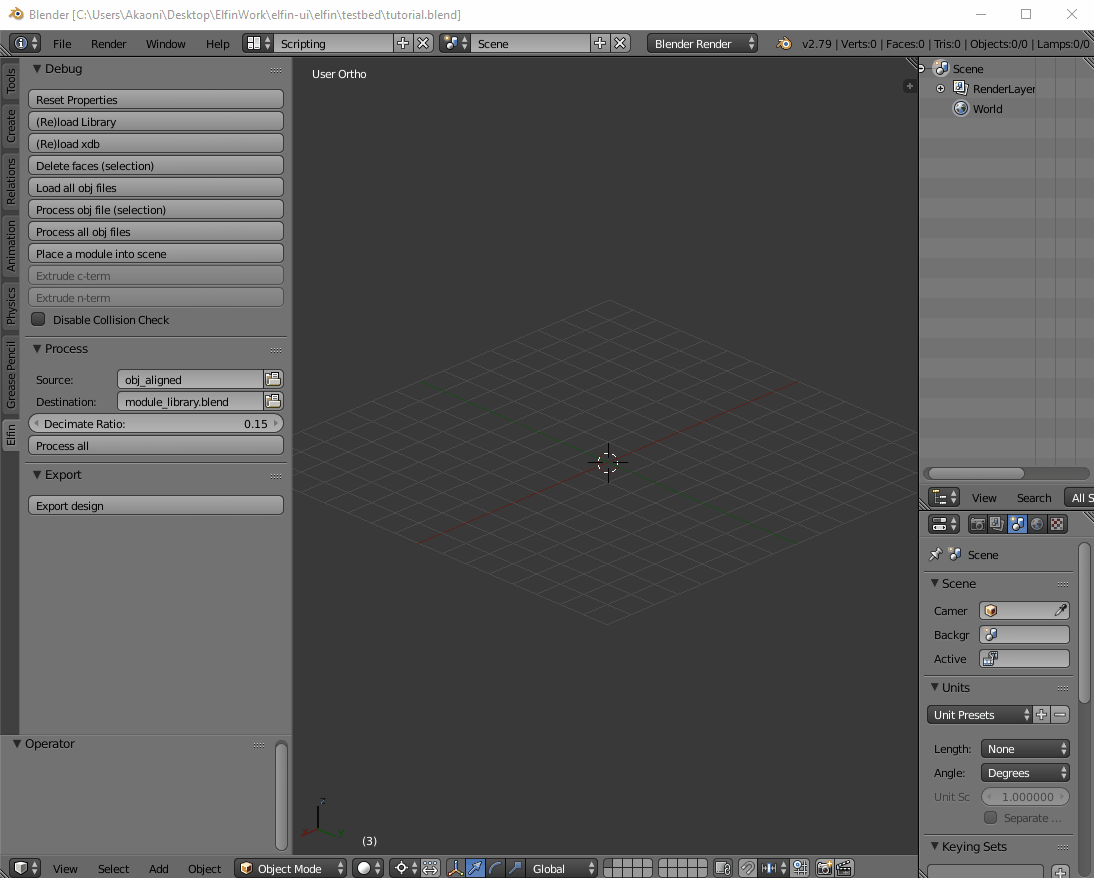 Blender [C:\Users\Akaoni\Desktop\ElfinWork\elfin-ui\elfin\testbed\tutorial.blend]
File Render Window Help Scripting Scene Blender Render v2.79 | Verts:0 | Faces:0 | Tris:0 | Objects:0/0 | Lamps:0/0
Tools
Create
Relations
Animation
Physics
Grease Pencil
Elfin
Debug
Reset Properties
(Re)load Library
(Re)load xdb
Delete faces (selection)
Load all obj files
Process obj file (selection)
Process all obj files
Place a module into scene
Extrude c-term
Extrude n-term
Disable Collision Check
Process
Source: obj_aligned
Destination: module_library.blend
Decimate Ratio: 0.15
Process all
Export
Export design
Operator
User Ortho
(3)
View Select Add Object Object Mode Global
Scene
RenderLayer
World
View Search All S
Scene
Scene
Camer
Backgr
Active
Units
Unit Presets
Length: None
Angle: Degrees
Unit Sc 1.000000
Separate ...
Keying Sets